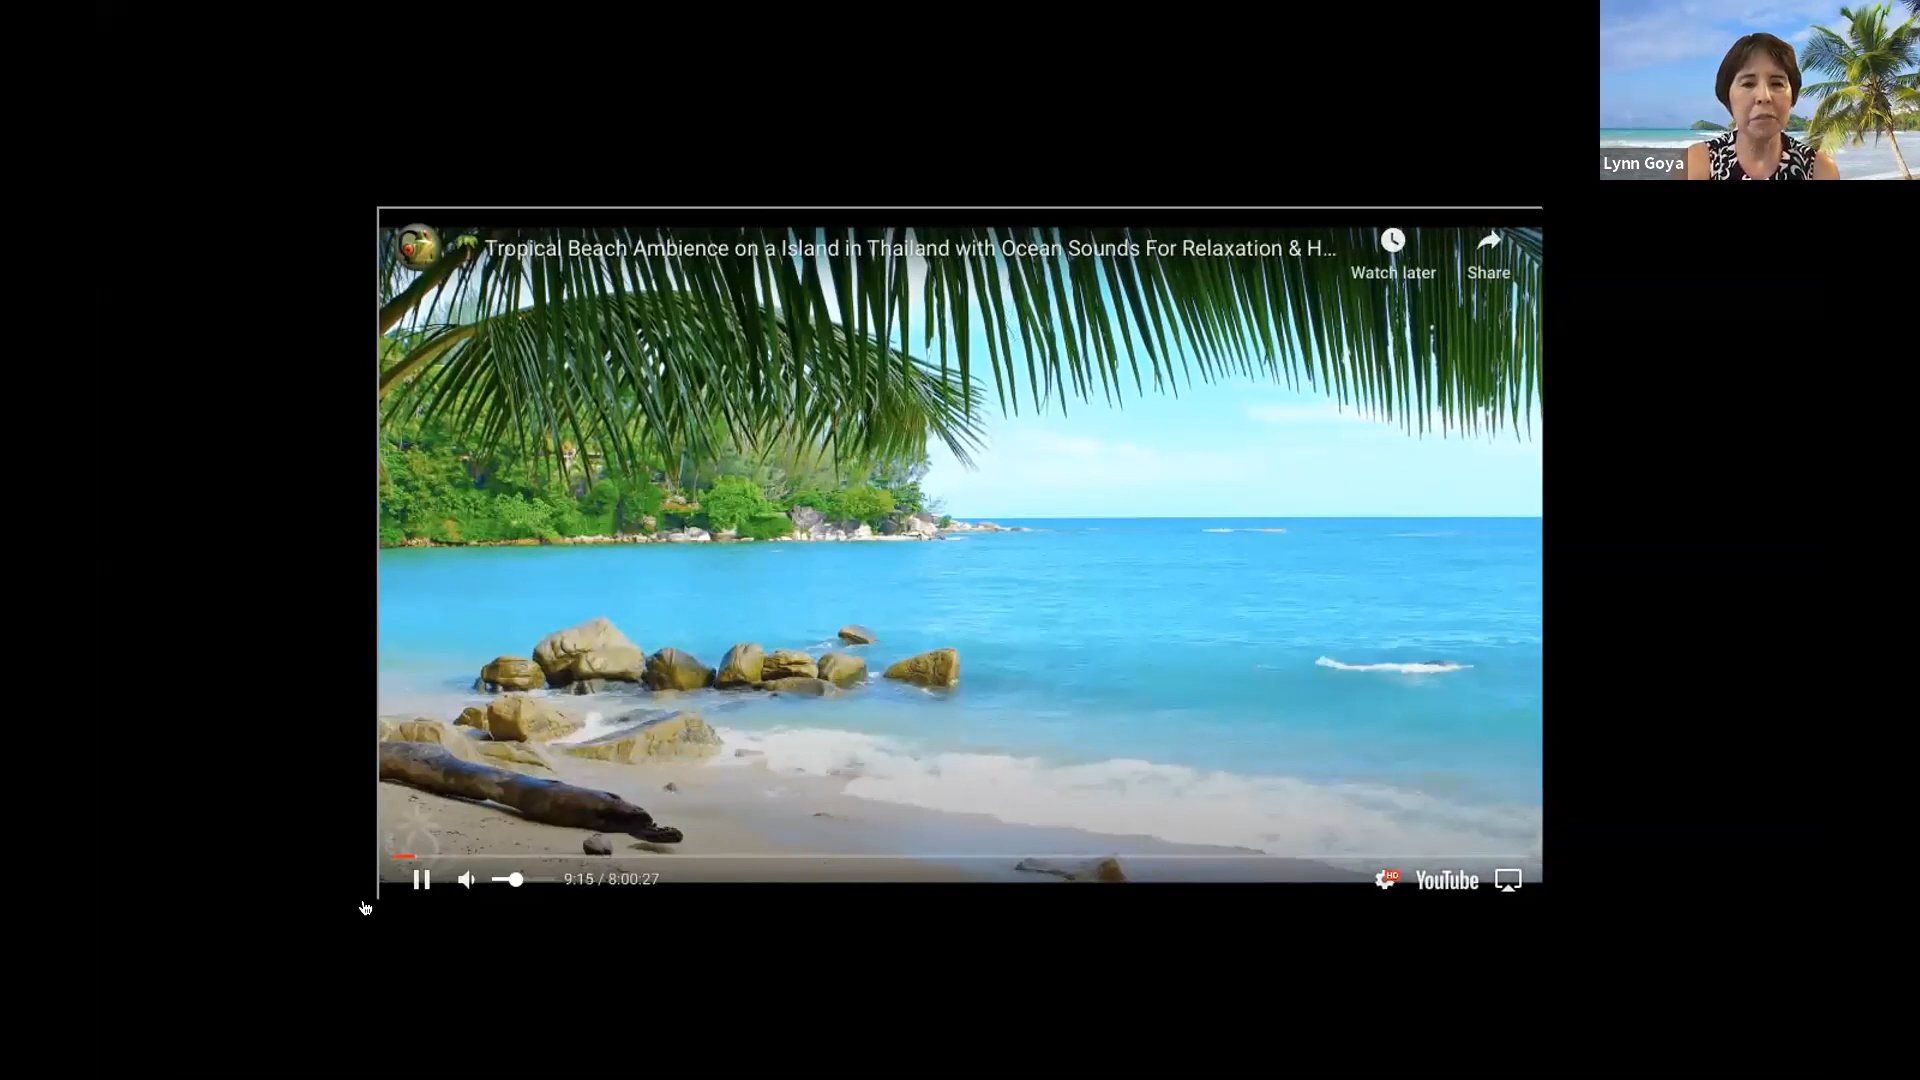 Lynn Goya
Tropical Beach Ambience on a Island in Thailand with Ocean Sounds For Relaxation & H...
Watch later
Share
9:15 / 8:00:27
HD
YouTube